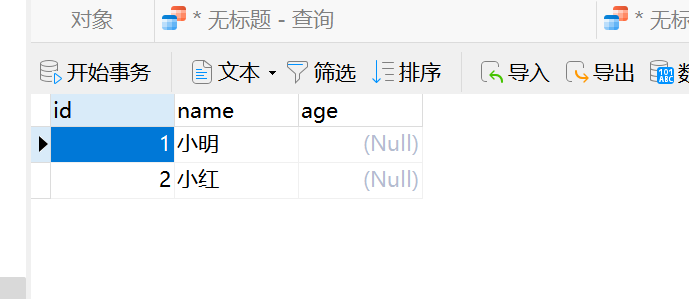 对象 * 无标题 - 查询 * 无标
开始事务 文本 筛选 排序 导入 导出 数
id name age
1 小明 (Null)
2 小红 (Null)